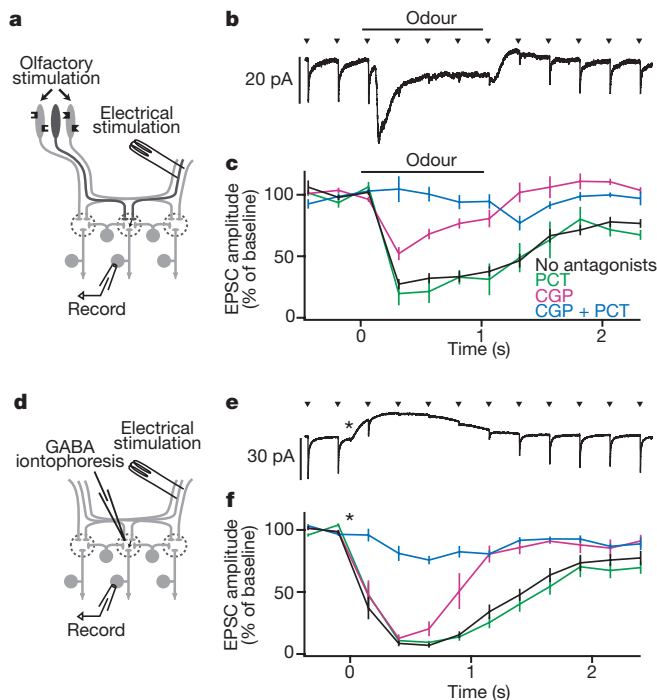 a
Olfactory
stimulation
Electrical
stimulation
Record
b
Odour
20 pA
c
Odour
EPSC amplitude
(% of baseline)
100
50
0
No antagonists
PCT
CGP
CGP + PCT
0
1
2
Time (s)
d
Electrical
stimulation
GABA
iontophoresis
Record
e
*
30 pA
f
*
EPSC amplitude
(% of baseline)
100
50
0
0
1
2
Time (s)